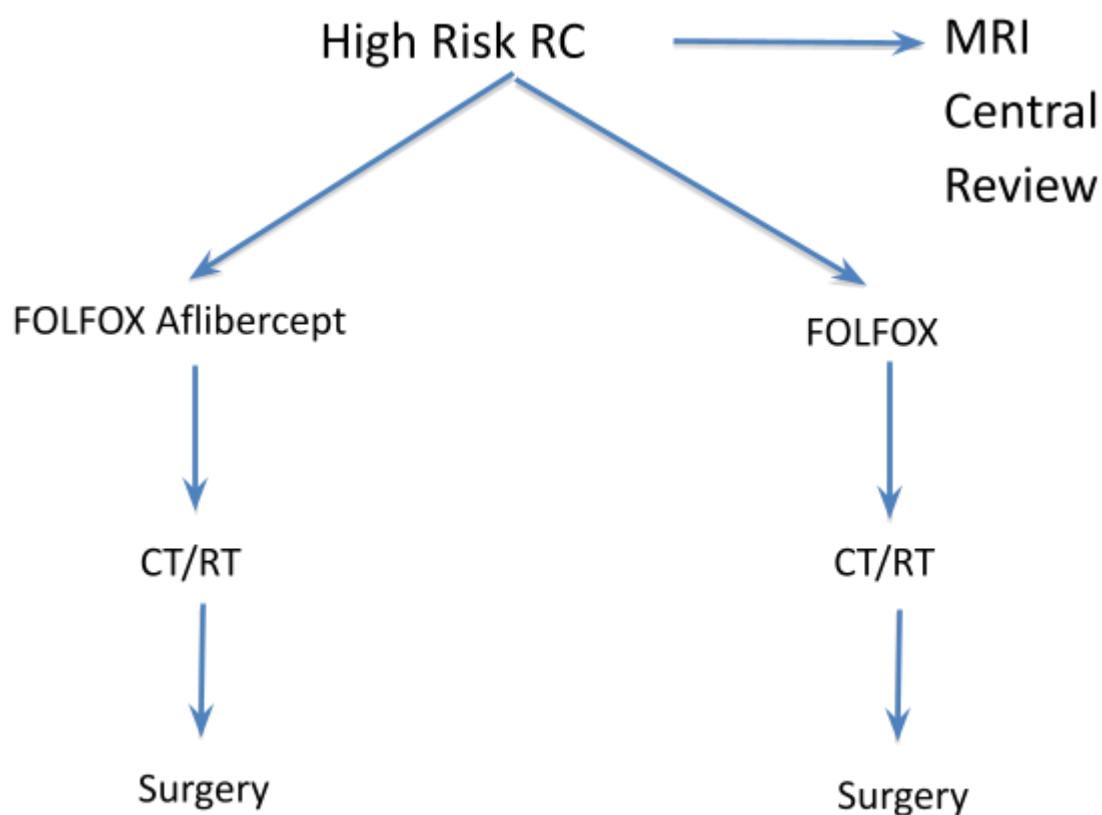 High Risk RC
MRI
Central
Review
FOLFOX Aflibercept
FOLFOX
CT/RT
CT/RT
Surgery
Surgery